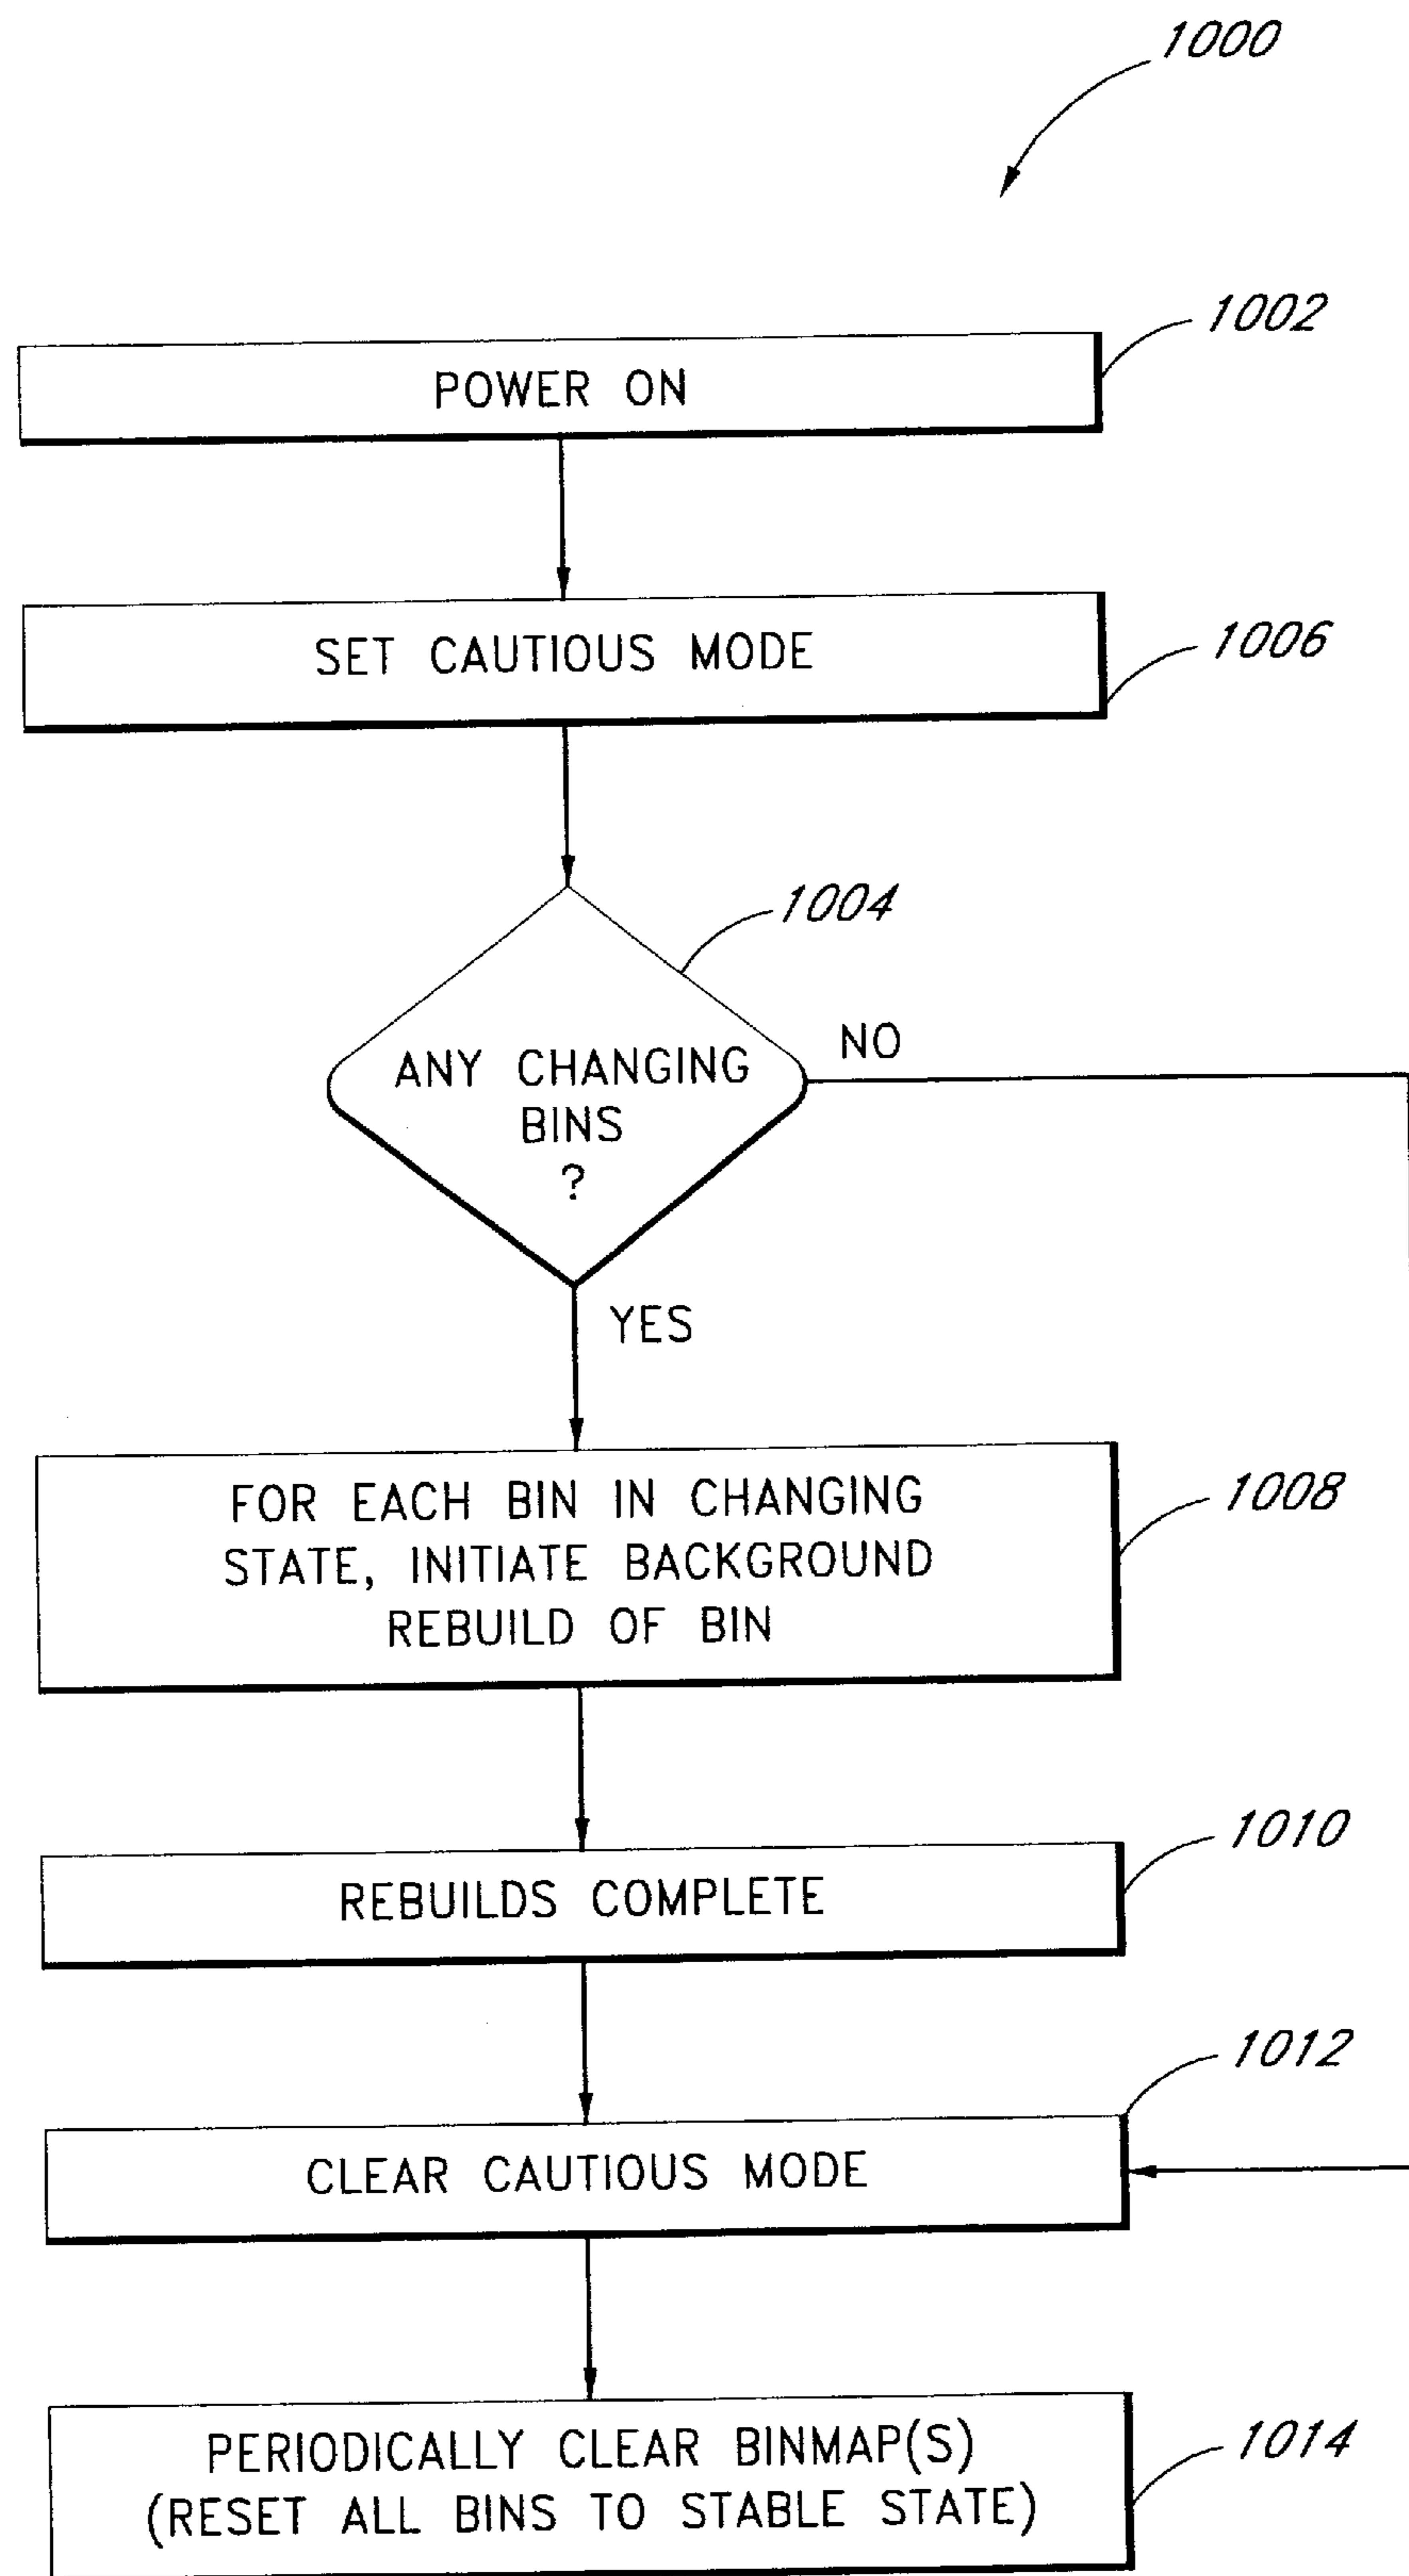 1000
1002
POWER ON
SET CAUTIOUS MODE
1006
1004
ANY CHANGING
BINS
?
NO
YES
FOR EACH BIN IN CHANGING
STATE, INITIATE BACKGROUND
REBUILD OF BIN
1008
REBUILDS COMPLETE
1010
1012
CLEAR CAUTIOUS MODE
PERIODICALLY CLEAR BINMAP(S)
(RESET ALL BINS TO STABLE STATE)
1014